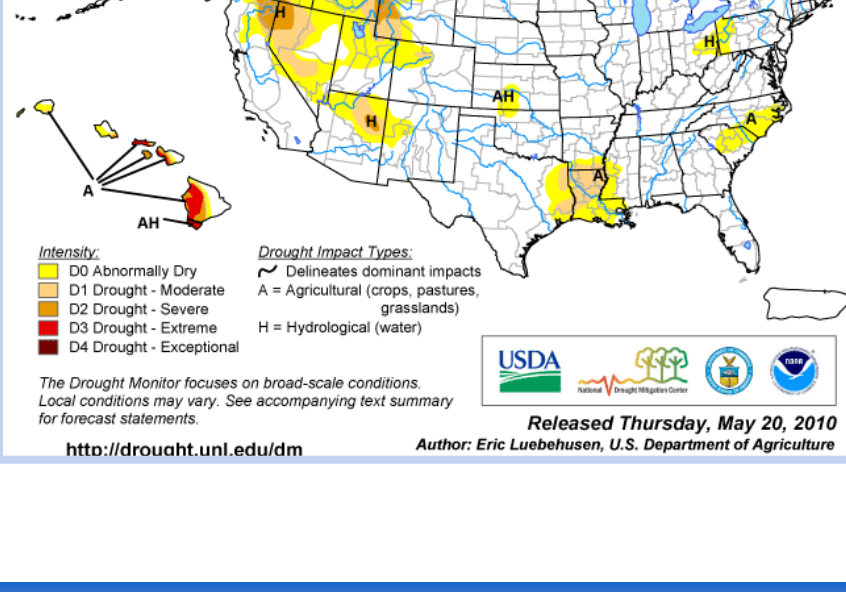 H
H
AH
H
A
A
A
AH
Intensity:
D0 Abnormally Dry
D1 Drought - Moderate
D2 Drought - Severe
D3 Drought - Extreme
D4 Drought - Exceptional
Drought Impact Types:
Delineates dominant impacts
A = Agricultural (crops, pastures,
grasslands)
H = Hydrological (water)
USDA
National Drought Mitigation Center
NOAA
The Drought Monitor focuses on broad-scale conditions.
Local conditions may vary. See accompanying text summary
for forecast statements.
http://drought.unl.edu/dm
Released Thursday, May 20, 2010
Author: Eric Luebehusen, U.S. Department of Agriculture